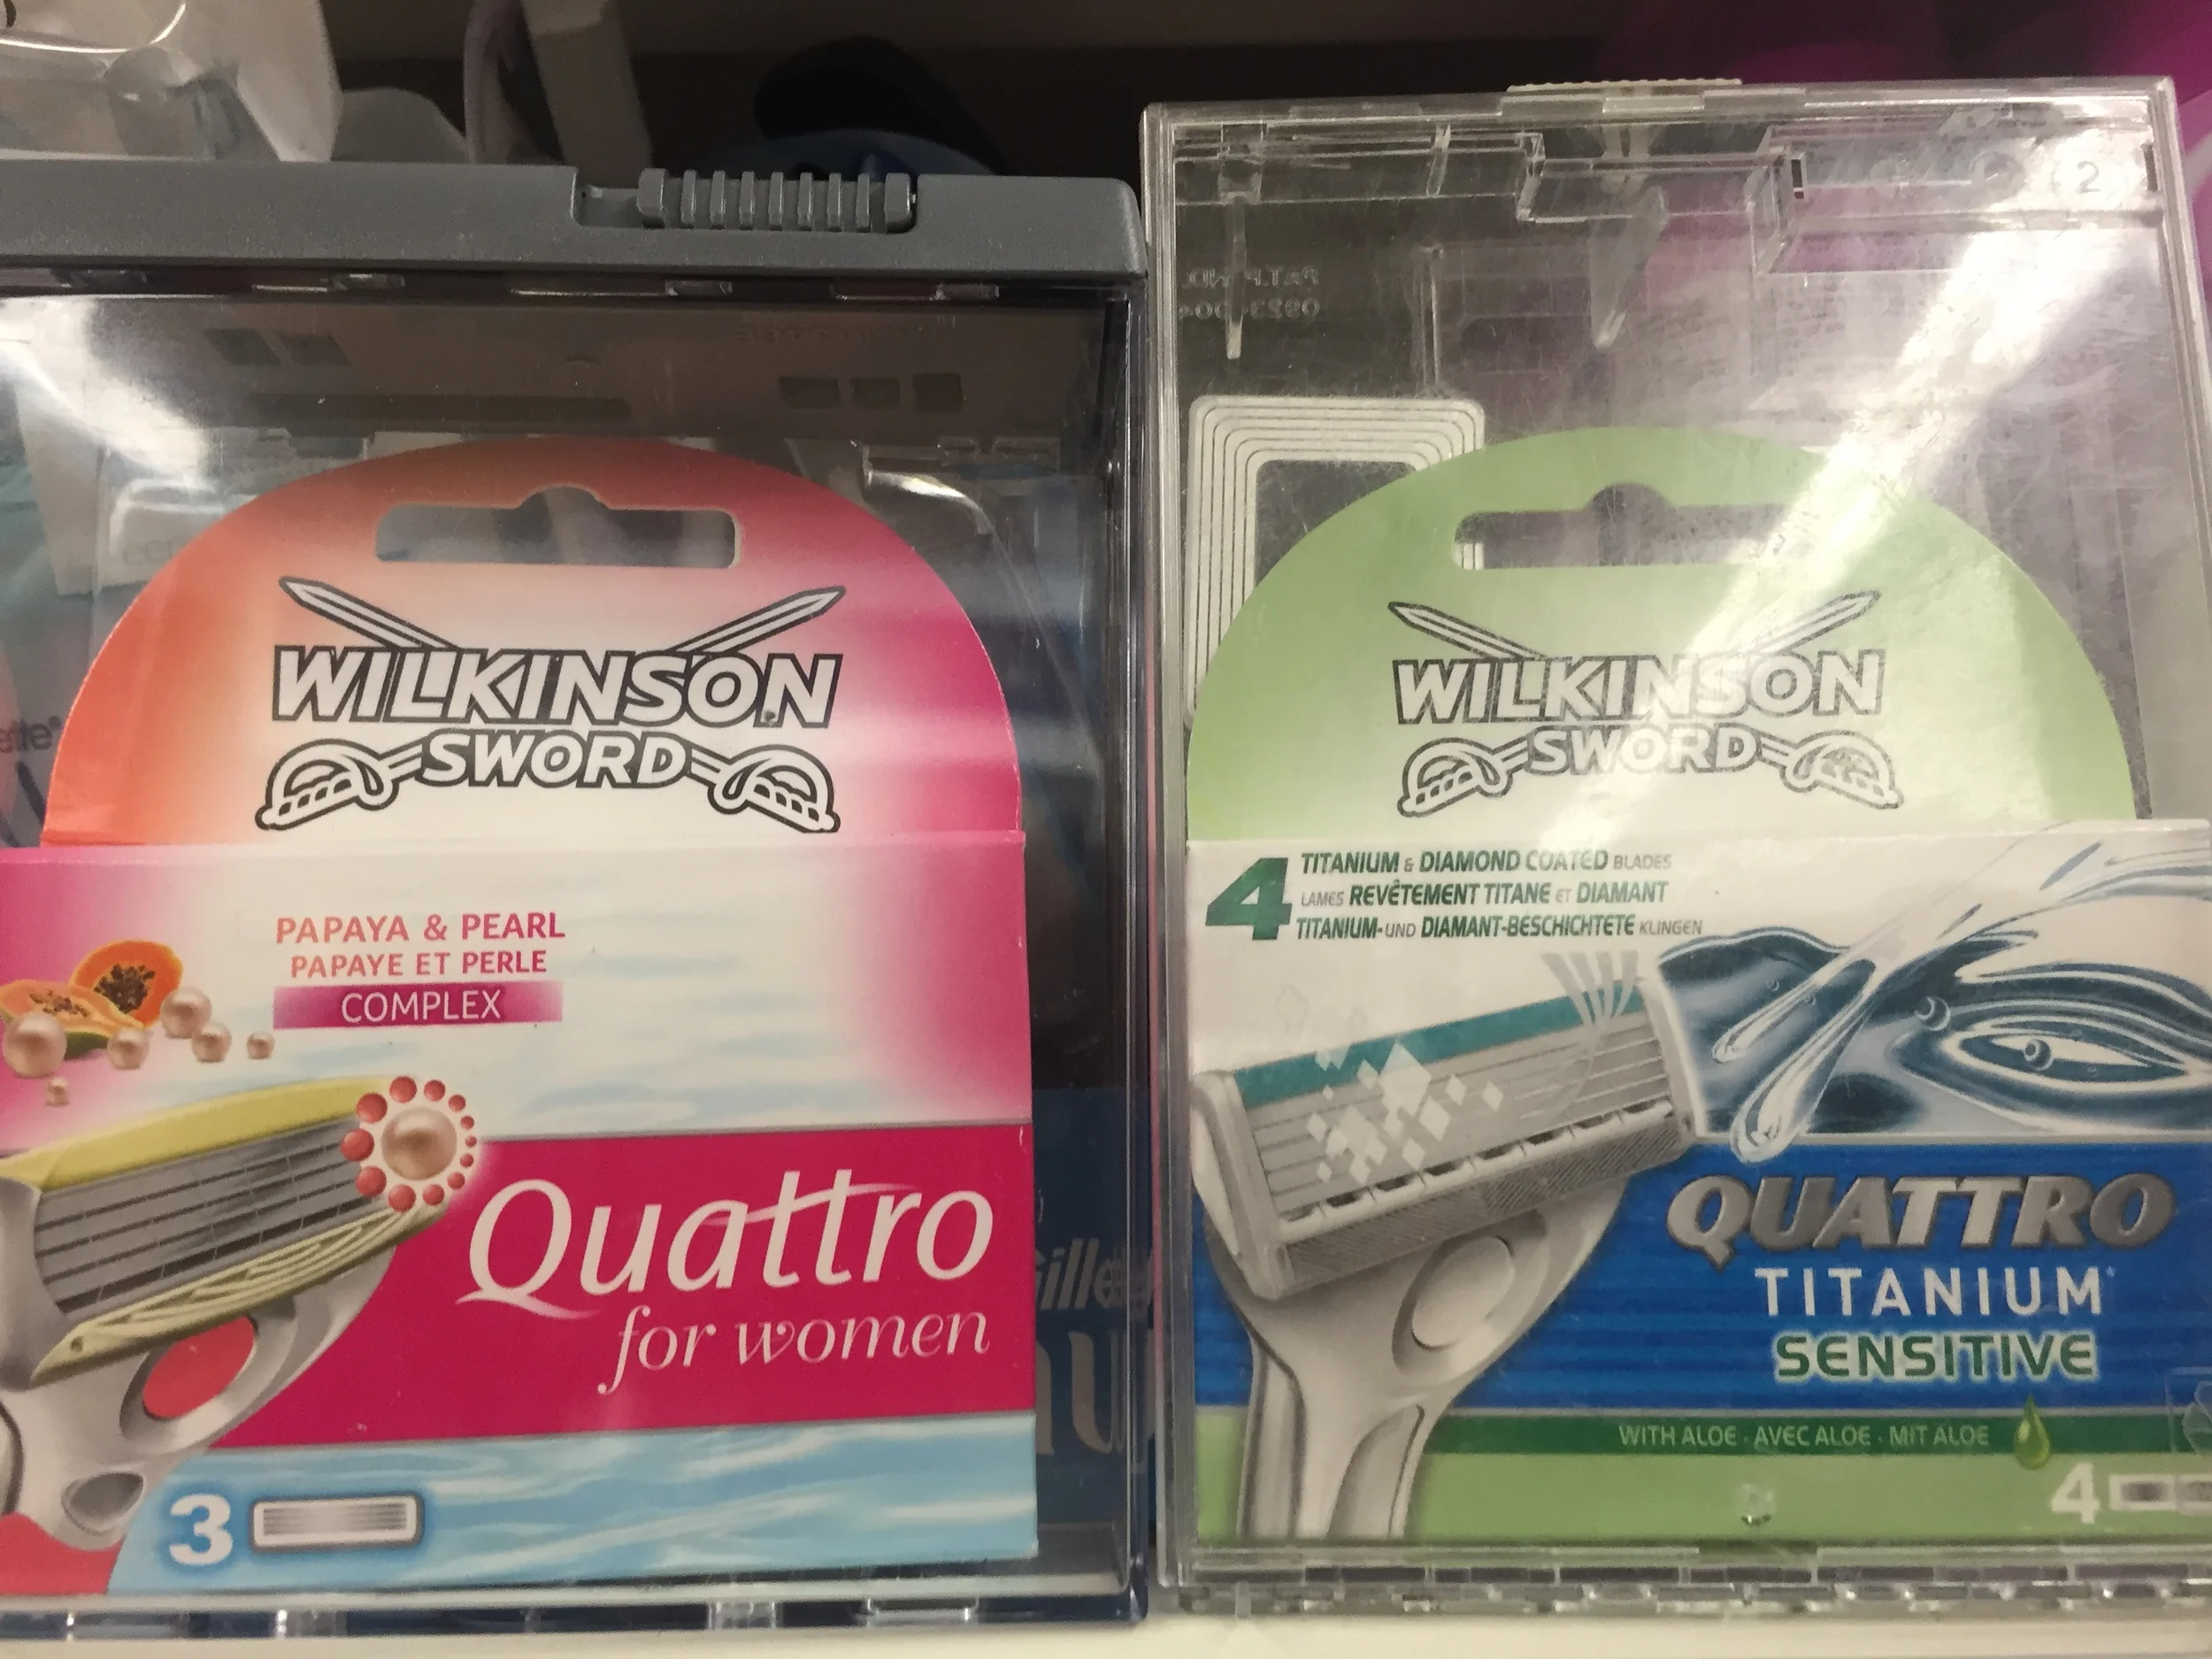 WILKINSON
SWORD
PAPAYA & PEARL
PAPAYE ET PERLE
COMPLEX
Quattro
for women
3
WILKINSON
SWORD
4 TITANIUM & DIAMOND COATED BLADES
LAMES REVÊTEMENT TITANE ET DIAMANT
TITANIUM- UND DIAMANT-BESCHICHTETE KLINGEN
QUATTRO
TITANIUM
SENSITIVE
WITH ALOE · AVEC ALOE · MIT ALOE
4
2